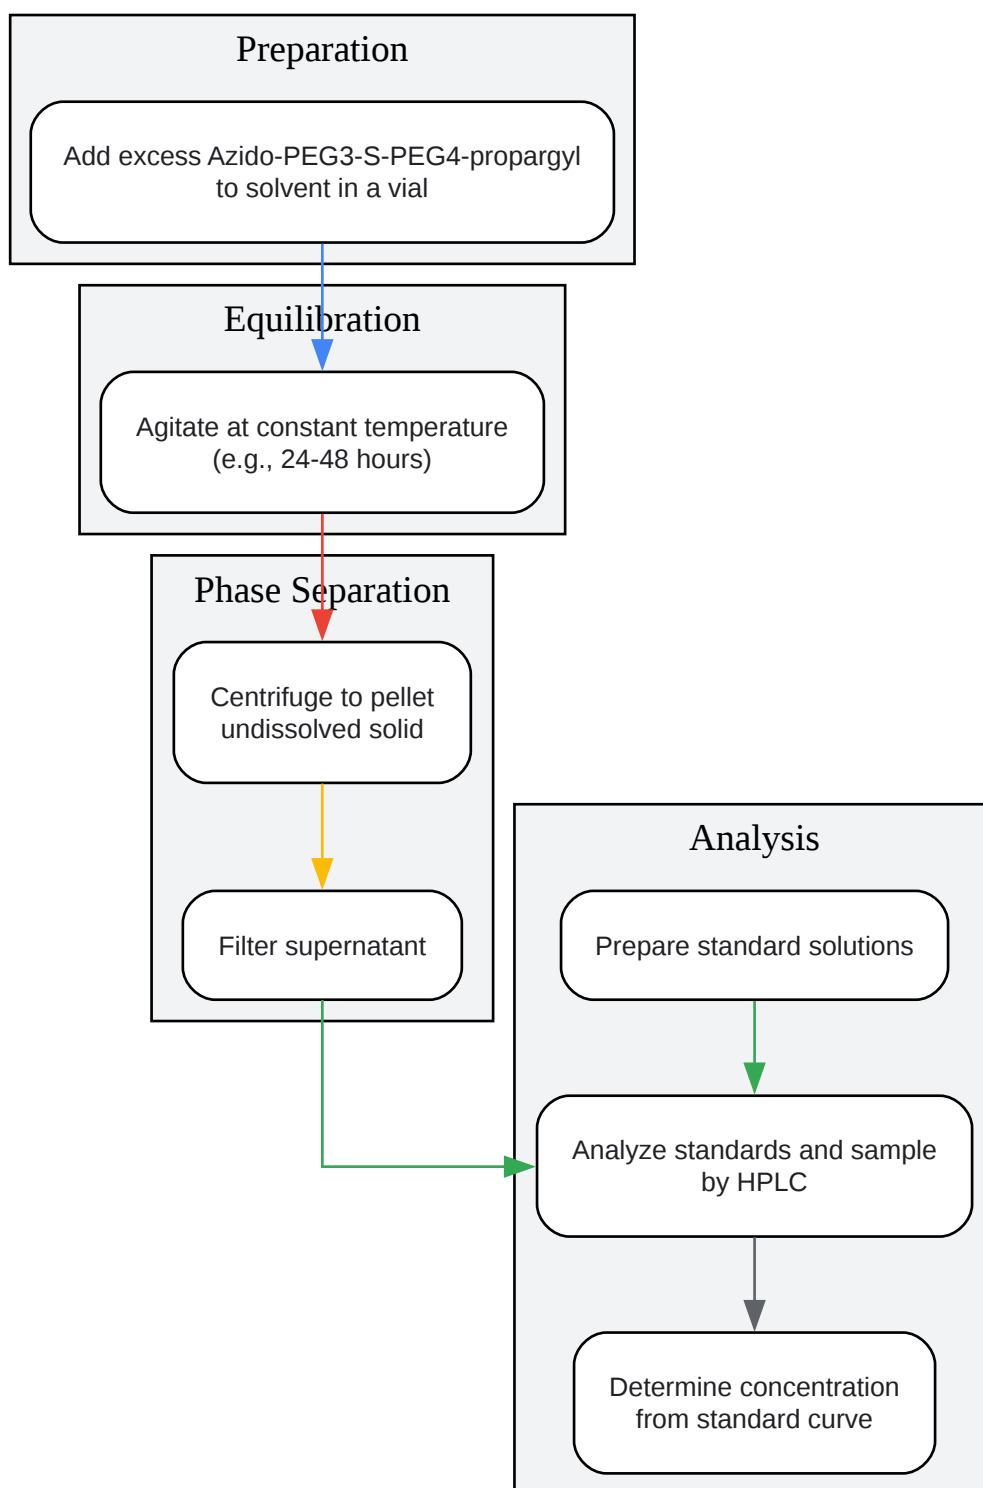 Preparation
Add excess Azido-PEG3-S-PEG4-propargyl
to solvent in a vial
Equilibration
Agitate at constant temperature
(e.g., 24-48 hours)
Phase Separation
Centrifuge to pellet
undissolved solid
Filter supernatant
Analysis
Prepare standard solutions
Analyze standards and sample
by HPLC
Determine concentration
from standard curve